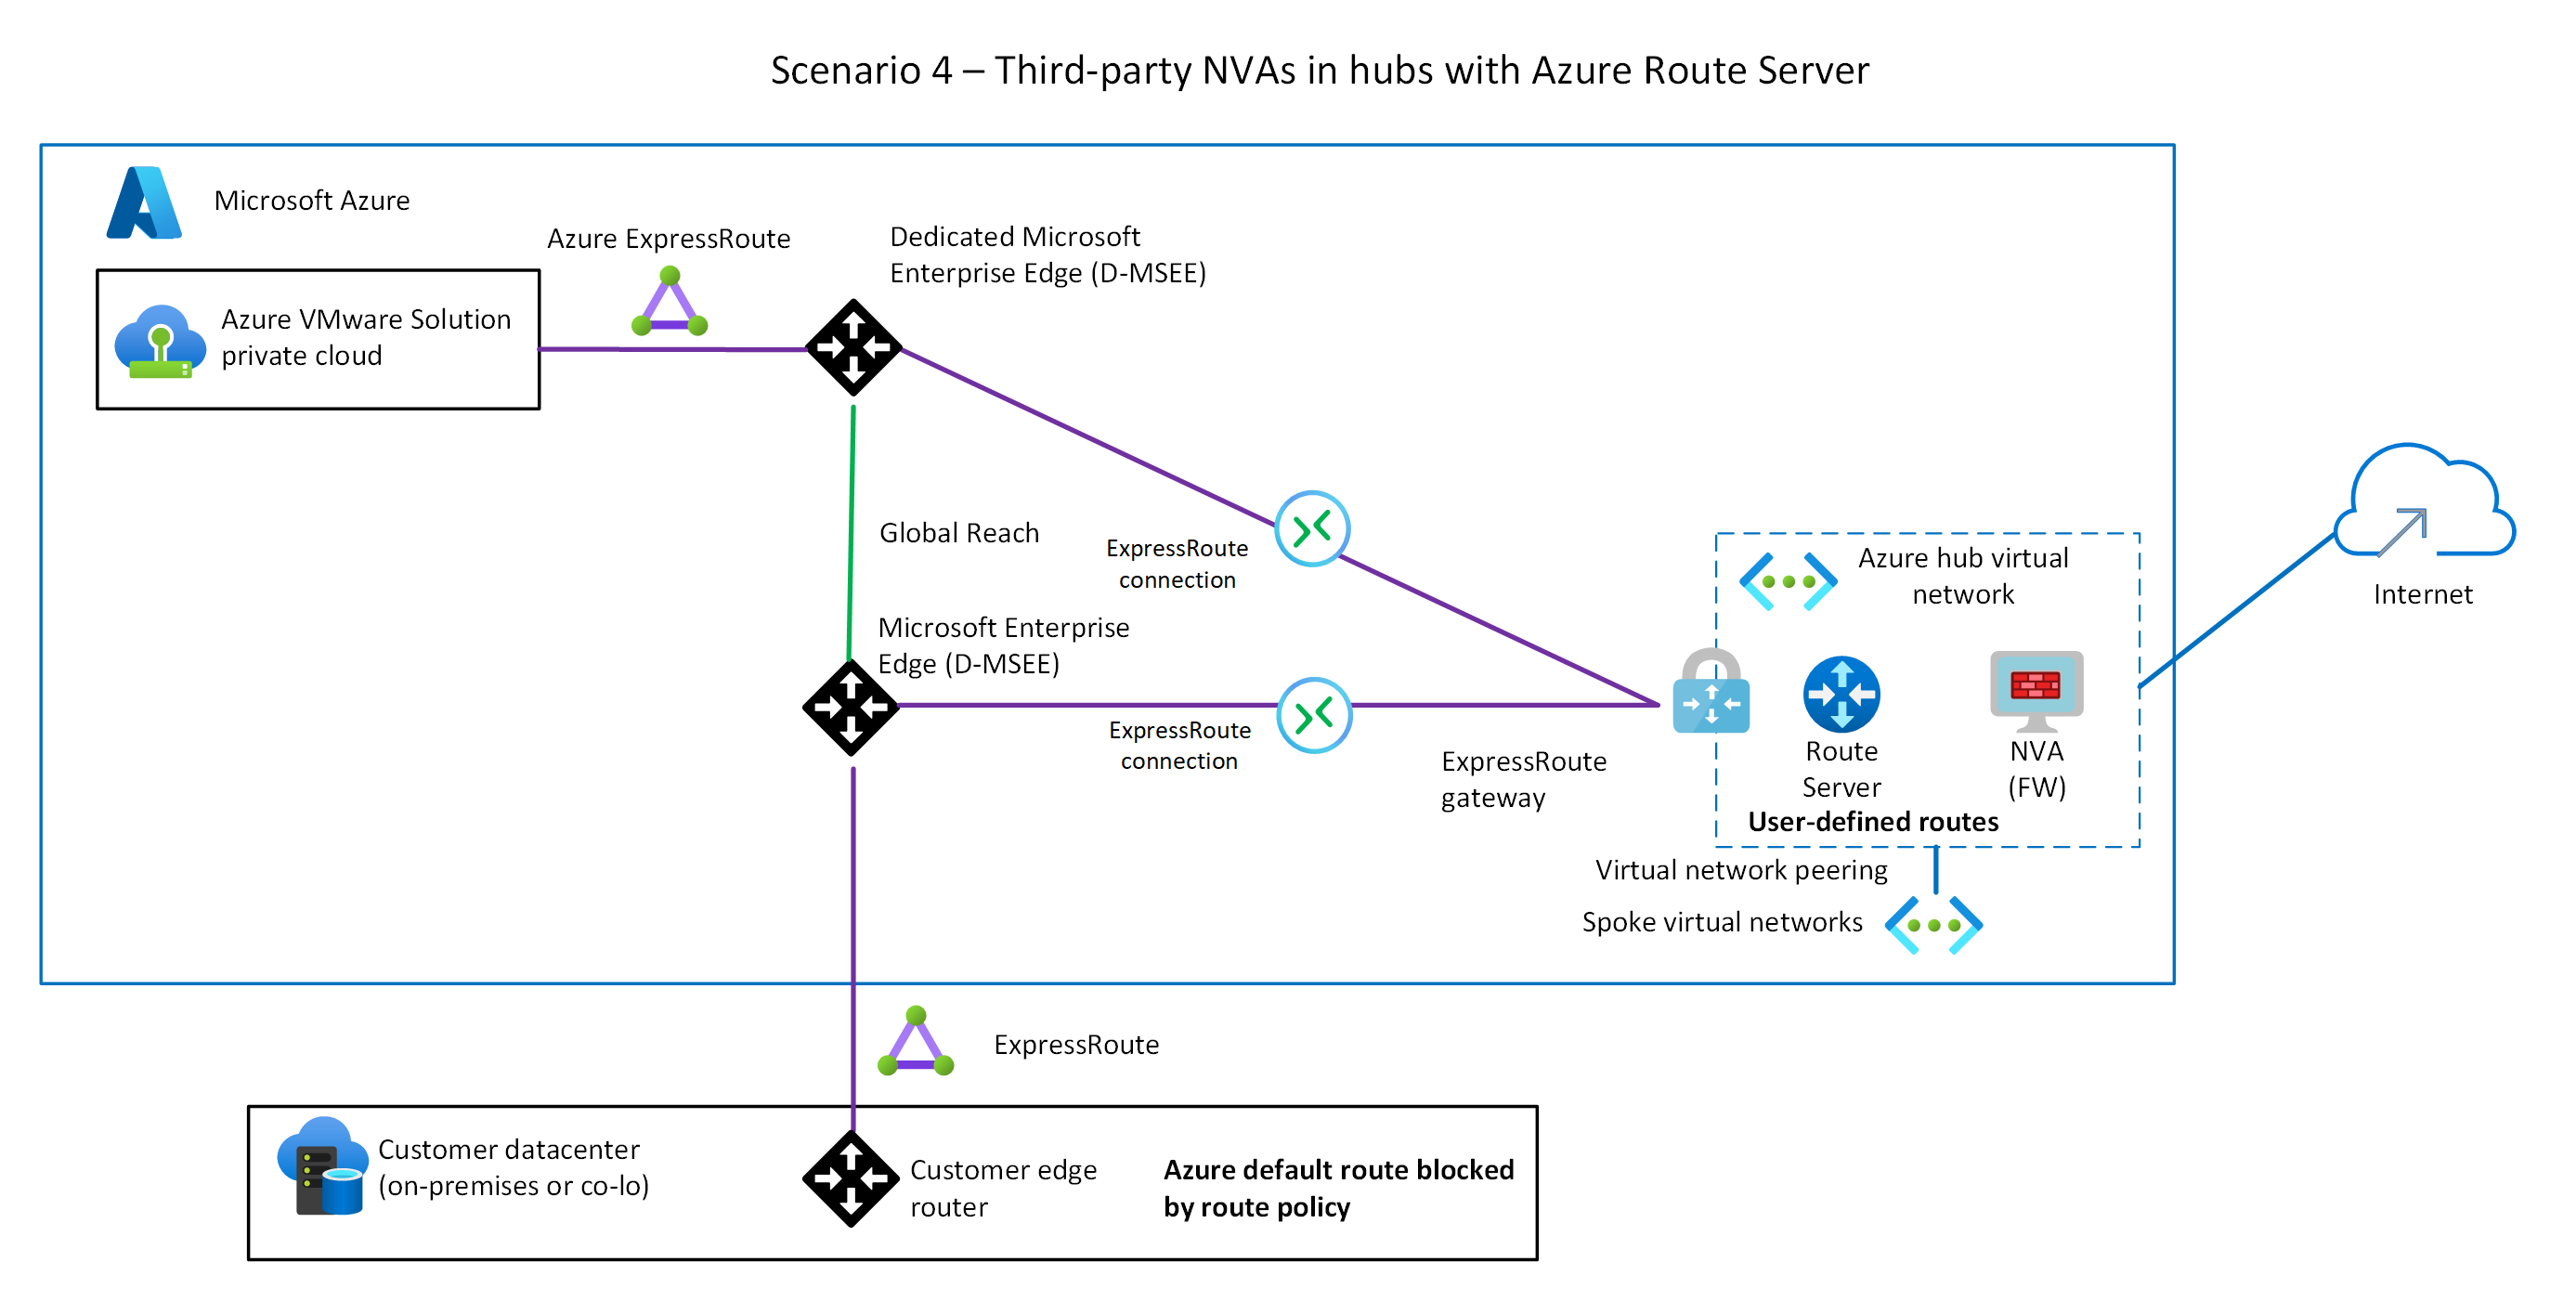 Scenario 4 – Third-party NVAs in hubs with Azure Route Server
Microsoft Azure
Azure ExpressRoute
Dedicated Microsoft
Enterprise Edge (D-MSEE)
Azure VMware Solution
private cloud
Global Reach
ExpressRoute
connection
Azure hub virtual
network
Internet
Microsoft Enterprise
Edge (D-MSEE)
ExpressRoute
connection
ExpressRoute
gateway
Route
Server
NVA
(FW)
User-defined routes
Virtual network peering
Spoke virtual networks
ExpressRoute
Customer datacenter
(on-premises or co-lo)
Customer edge
router
Azure default route blocked
by route policy